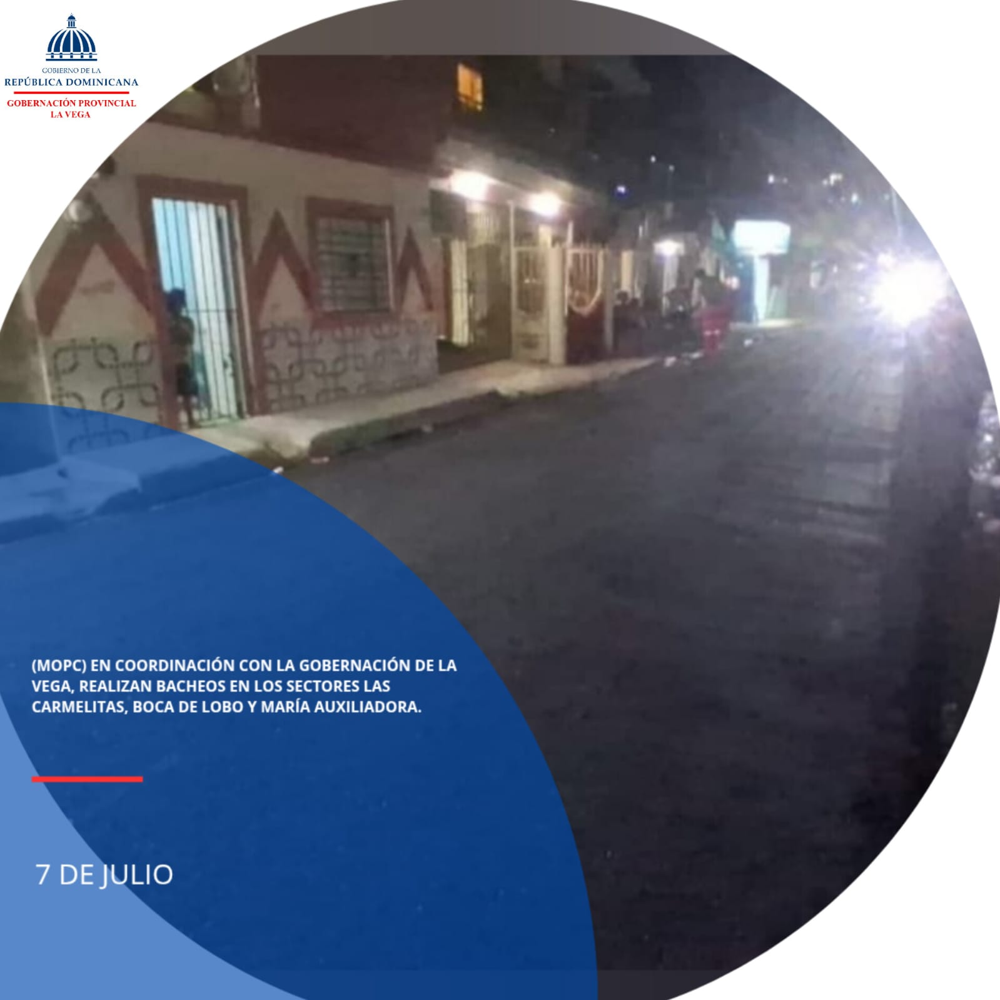 GOBIERNO DE LA
REPÚBLICA DOMINICANA
GOBERNACIÓN PROVINCIAL
LA VEGA
(MOPC) EN COORDINACIÓN CON LA GOBERNACIÓN DE LA
VEGA, REALIZAN BACHEOS EN LOS SECTORES LAS
CARMELITAS, BOCA DE LOBO Y MARÍA AUXILIADORA.
7 DE JULIO